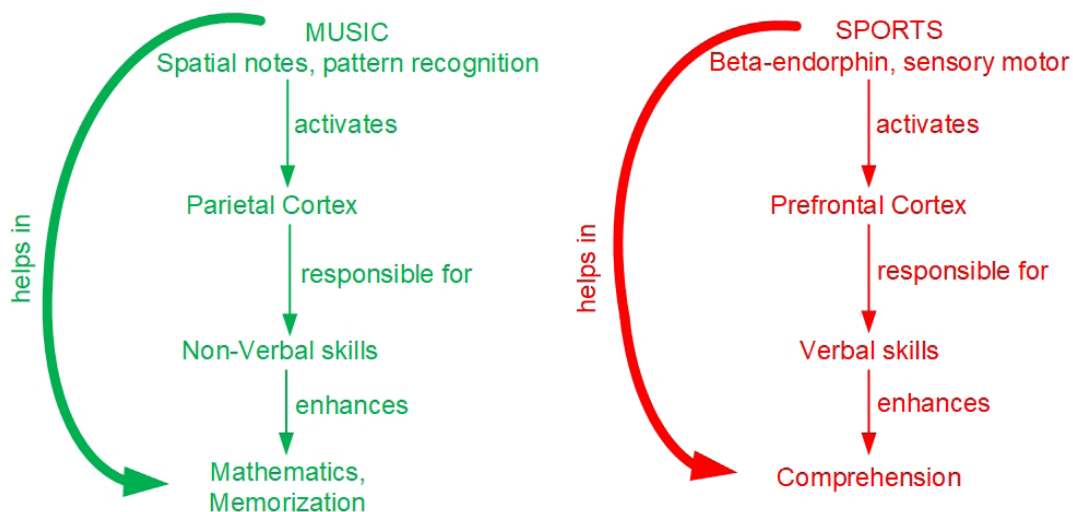 MUSIC
Spatial notes, pattern recognition
activates
Parietal Cortex
helps in
responsible for
Non-Verbal skills
enhances
Mathematics,
Memorization
SPORTS
Beta-endorphin, sensory motor
activates
Prefrontal Cortex
helps in
responsible for
Verbal skills
enhances
Comprehension